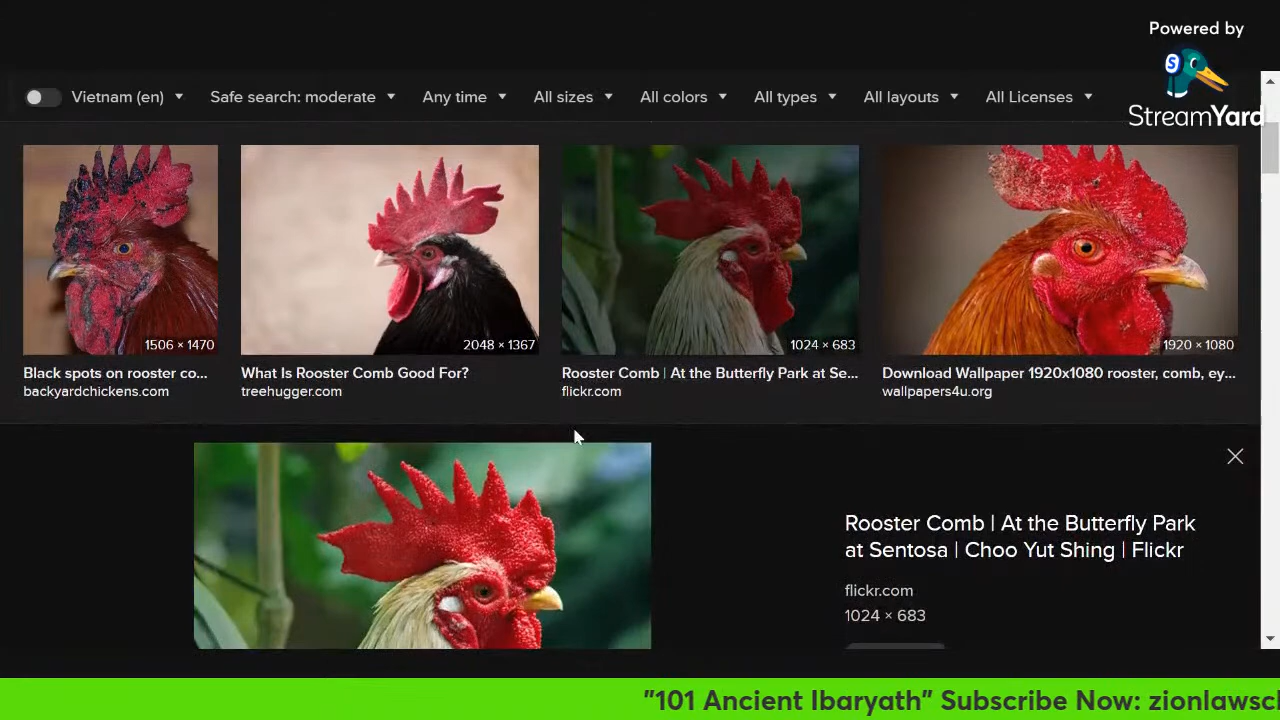 Powered by
StreamYard
Vietnam (en) Safe search: moderate Any time All sizes All colors All types All layouts All Licenses
1506 × 1470 2048 × 1367 1024 × 683 1920 × 1080
Black spots on rooster co... What Is Rooster Comb Good For? Rooster Comb | At the Butterfly Park at Se... Download Wallpaper 1920x1080 rooster, comb, ey...
backyardchickens.com treehugger.com flickr.com wallpapers4u.org
Rooster Comb | At the Butterfly Park
at Sentosa | Choo Yut Shing | Flickr
flickr.com
1024 × 683
"101 Ancient Ibaryath" Subscribe Now: zionlawscl